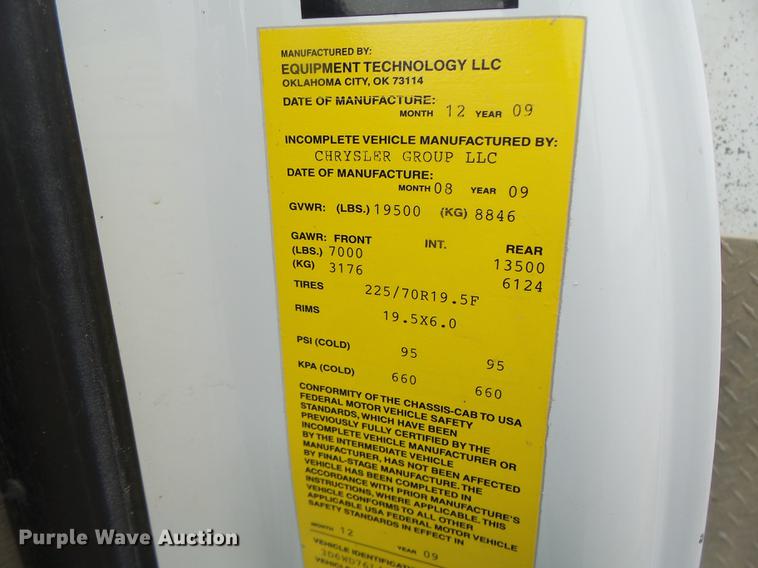 MANUFACTURED BY:
EQUIPMENT TECHNOLOGY LLC
OKLAHOMA CITY, OK 73114
DATE OF MANUFACTURE:
MONTH 12 YEAR 09
INCOMPLETE VEHICLE MANUFACTURED BY:
CHRYSLER GROUP LLC
DATE OF MANUFACTURE:
MONTH 08 YEAR 09
GVWR: (LBS.) 19500 (KG) 8846
GAWR: FRONT INT. REAR
(LBS.) 7000 13500
(KG) 3176 6124
TIRES 225/70R19.5F
RIMS 19.5X6.0
PSI (COLD) 95 95
KPA (COLD) 660 660
CONFORMITY OF THE CHASSIS-CAB TO USA
FEDERAL MOTOR VEHICLE SAFETY
STANDARDS, WHICH HAVE BEEN
PREVIOUSLY FULLY CERTIFIED BY THE
INCOMPLETE VEHICLE MANUFACTURER OR
BY THE INTERMEDIATE VEHICLE
MANUFACTURER, HAS NOT BEEN AFFECTED
BY FINAL-STAGE MANUFACTURE. THE
VEHICLE HAS BEEN COMPLETED IN
ACCORDANCE WITH PRIOR MANUFACTURE'S
INSTRUCTIONS, WHERE APPLICABLE. THIS
VEHICLE CONFORMS TO ALL OTHER
APPLICABLE USA FEDERAL MOTOR VEHICLE
SAFETY STANDARDS IN EFFECT IN
MONTH 12 YEAR 09
VEHICLE IDENTIFICATION
Purple Wave Auction